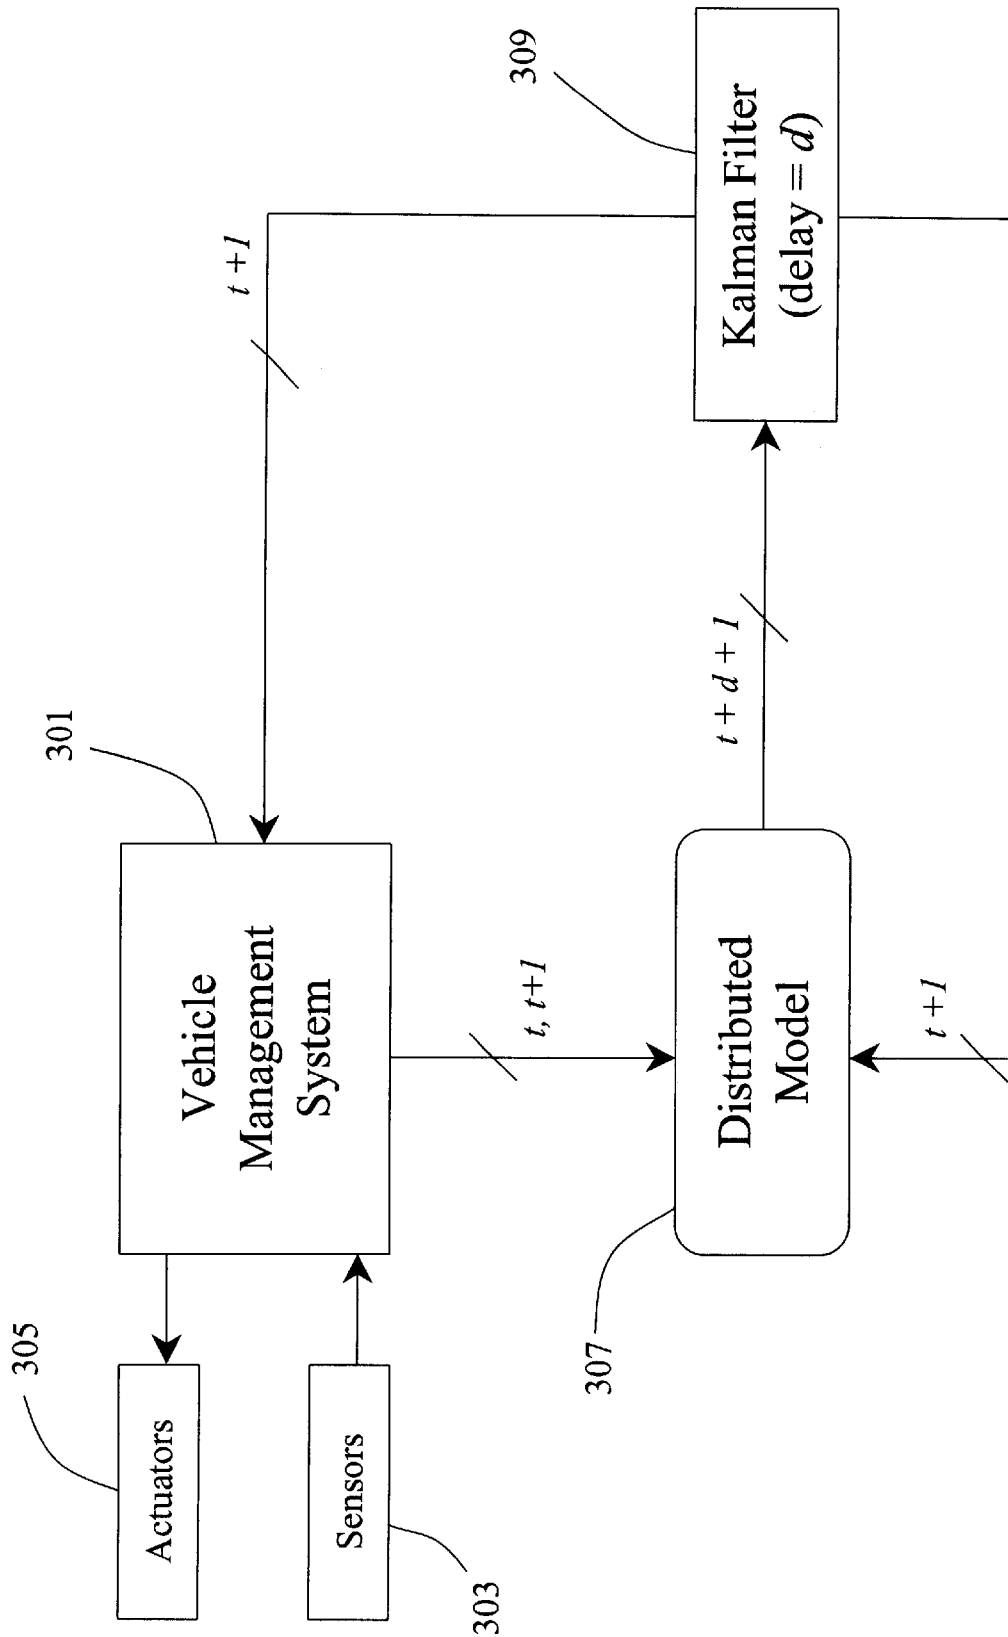 305
Actuators
Sensors
303
301
Vehicle
Management
System
t +1
t, t+1
307
Distributed
Model
t + d + 1
309
Kalman Filter
(delay = d)
t +1